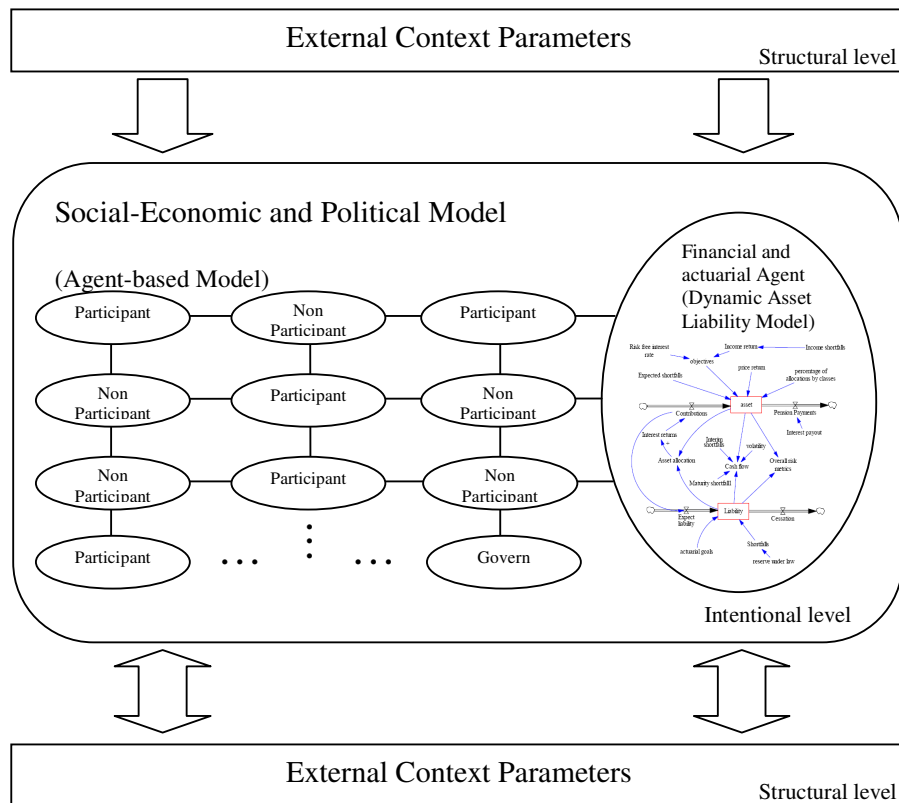 External Context Parameters
Structural level
Social-Economic and Political Model
(Agent-based Model)
Participant
Non
Participant
Participant
Non
Participant
Participant
Non
Participant
Non
Participant
Participant
Non
Participant
Participant
...
...
...
Govern
Financial and
actuarial Agent
(Dynamic Asset
Liability Model)
Risk free interest
rate
Income return
Income shortfalls
objectives
Expected shortfalls
price return
percentage of
allocations by classes
asset
Contributions
Pension Payments
Interest payout
Interest returns
+
Interim
shortfalls
volatility
Asset allocation
Cash flow
Overall risk
metrics
Maturity shortfall
Expect
liability
Liability
Cessation
actuarial goals
Shortfalls
reserve under law
Intentional level
External Context Parameters
Structural level